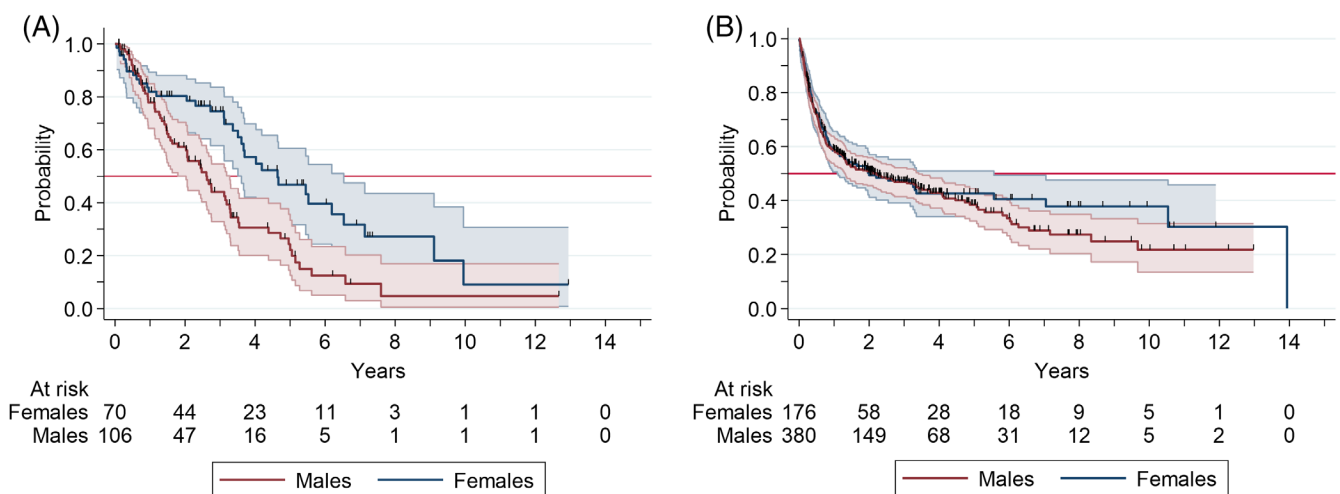 (A)
1.0
0.8
0.6
0.4
0.2
0.0
Probability
0 2 4 6 8 10 12 14
Years
At risk
Females 70 44 23 11 3 1 1 0
Males 106 47 16 5 1 1 1 0
Males Females
(B)
1.0
0.8
0.6
0.4
0.2
0.0
Probability
0 2 4 6 8 10 12 14
Years
At risk
Females 176 58 28 18 9 5 1 0
Males 380 149 68 31 12 5 2 0
Males Females